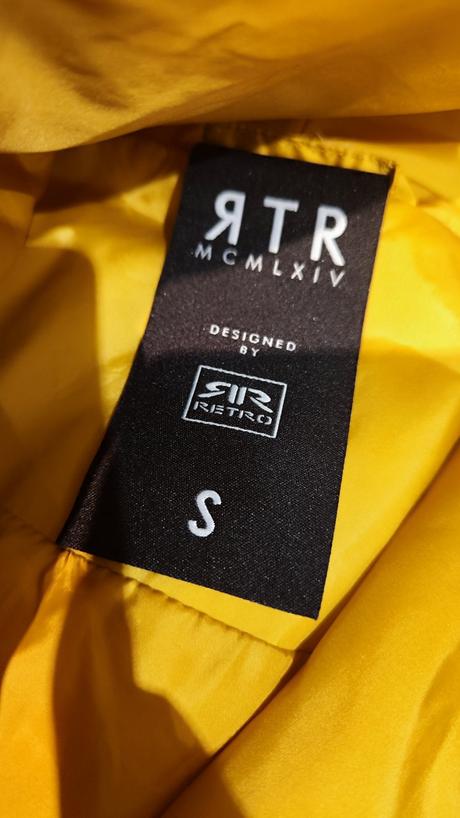 ЯTR
MCMLXIV
DESIGNED
BY
ЯR
RETRO
S